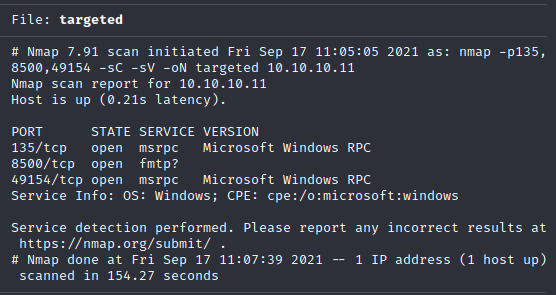 File: targeted
# Nmap 7.91 scan initiated Fri Sep 17 11:05:05 2021 as: nmap -p135,
8500,49154 -sC -sV -oN targeted 10.10.10.11
Nmap scan report for 10.10.10.11
Host is up (0.21s latency).
PORT      STATE SERVICE VERSION
135/tcp   open  msrpc   Microsoft Windows RPC
8500/tcp  open  fmtp?
49154/tcp open  msrpc   Microsoft Windows RPC
Service Info: OS: Windows; CPE: cpe:/o:microsoft:windows
Service detection performed. Please report any incorrect results at
https://nmap.org/submit/ .
# Nmap done at Fri Sep 17 11:07:39 2021 -- 1 IP address (1 host up)
scanned in 154.27 seconds